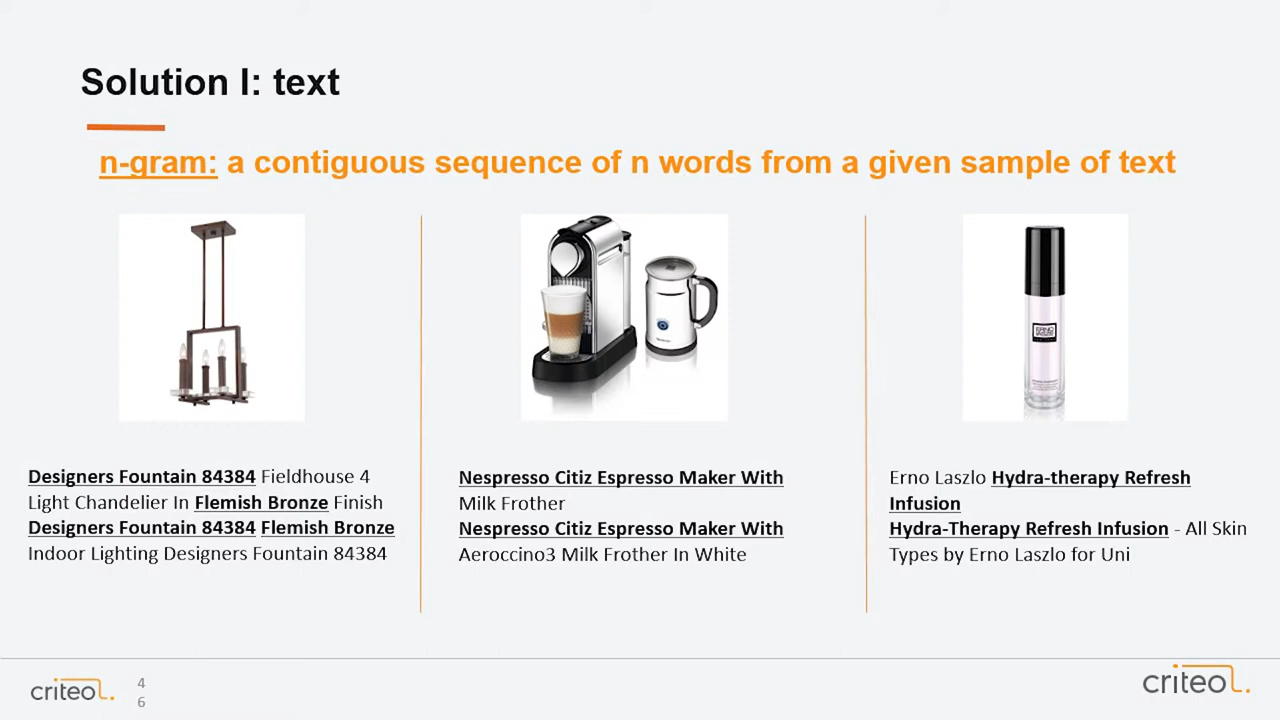 Solution I: text
n-gram: a contiguous sequence of n words from a given sample of text
Designers Fountain 84384 Fieldhouse 4
Light Chandelier In Flemish Bronze Finish
Designers Fountain 84384 Flemish Bronze
Indoor Lighting Designers Fountain 84384
Nespresso Citiz Espresso Maker With
Milk Frother
Nespresso Citiz Espresso Maker With
Aeroccino3 Milk Frother In White
ERNO
Erno Laszlo Hydra-therapy Refresh
Infusion
Hydra-Therapy Refresh Infusion - All Skin
Types by Erno Laszlo for Uni
criteo
4
6
criteo